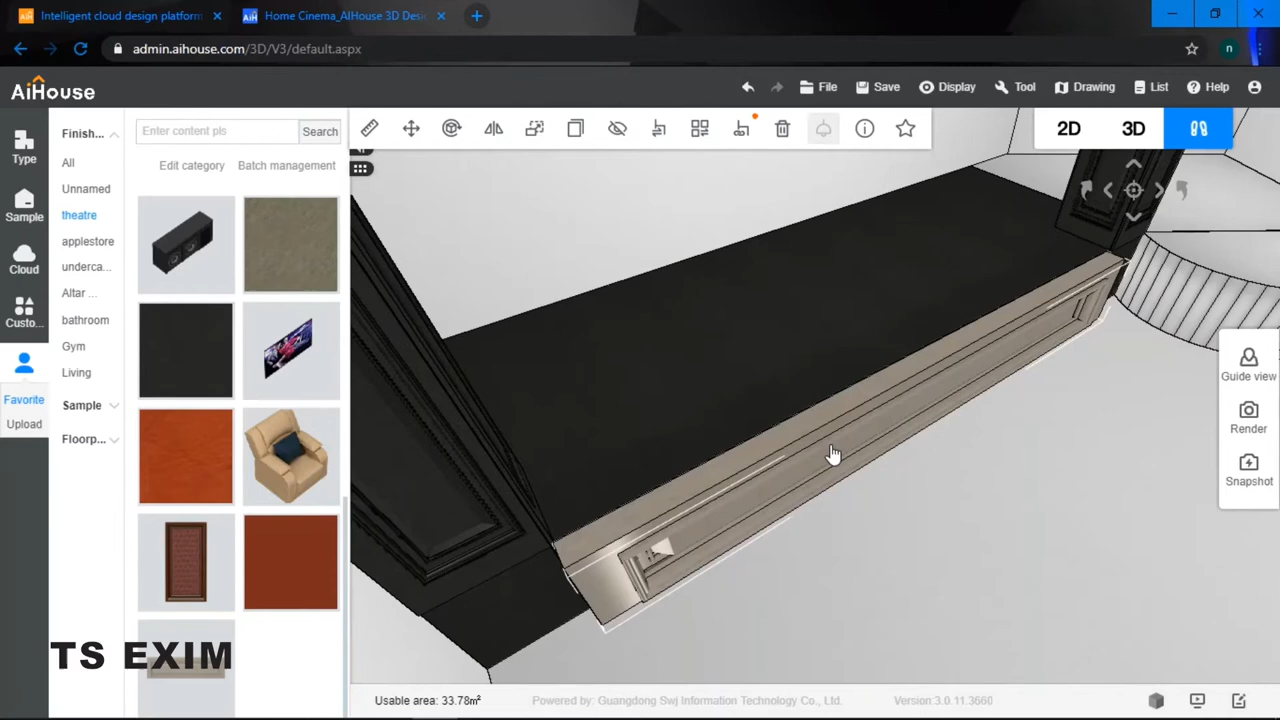 Intelligent cloud design platform
Home Cinema_AIHouse 3D Desi
admin.aihouse.com/3D/V3/default.aspx
n
AiHouse
File
Save
Display
Tool
Drawing
List
Help
Type
Sample
Cloud
Custo...
Favorite
Upload
Finish...
All
Unnamed
theatre
applestore
underca...
Altar ...
bathroom
Gym
Living
Sample
Floorp...
Enter content pls
Search
Edit category
Batch management
2D
3D
Guide view
Render
Snapshot
TS EXIM
Usable area: 33.78m²
Powered by: Guangdong Swj Information Technology Co., Ltd.
Version:3.0.11.3660